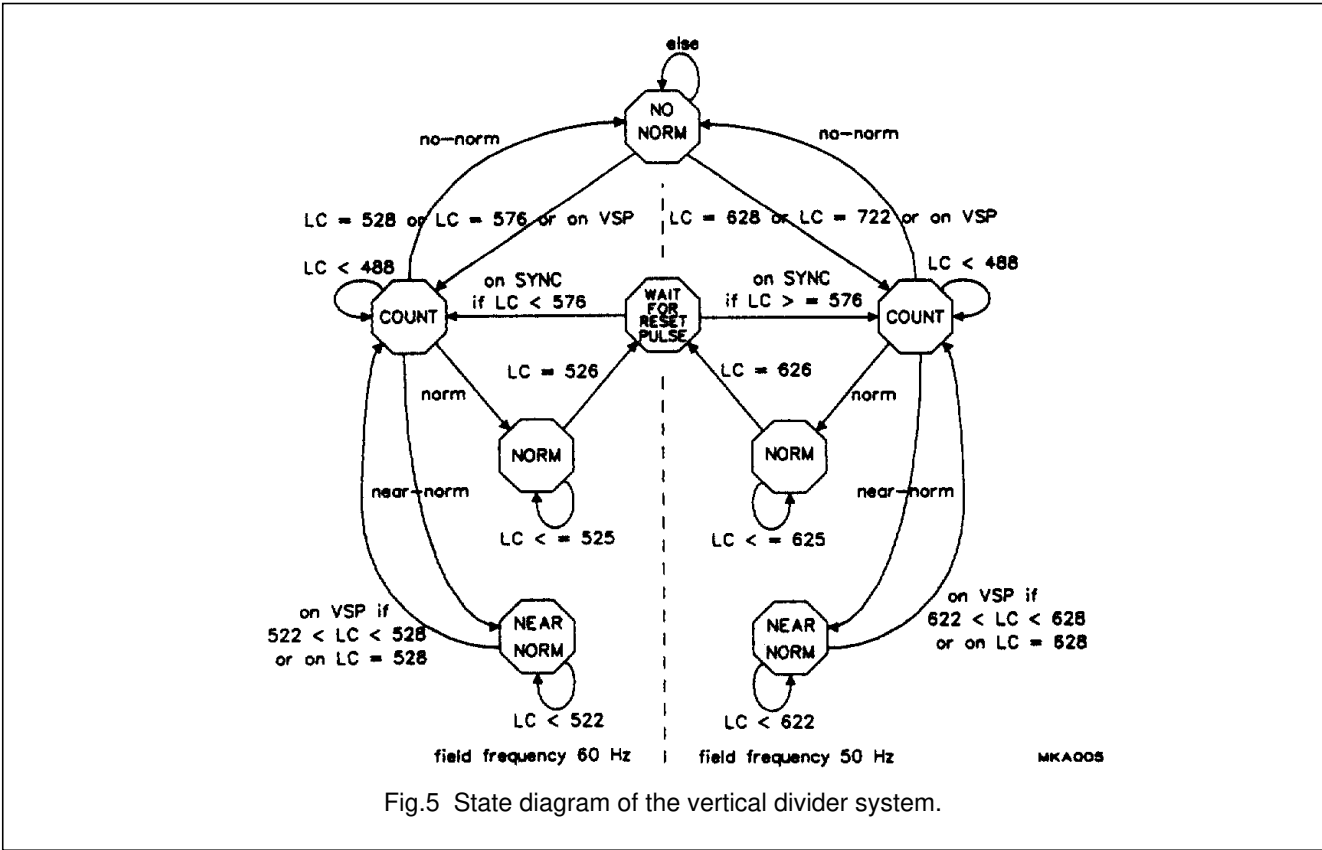 else
NO
NORM
no-norm
no-norm
LC = 528 or LC = 576 or on VSP
LC = 628 or LC = 722 or on VSP
LC < 488
LC < 488
on SYNC
if LC < 576
WAIT
FOR
RESET
PULSE
on SYNC
if LC > = 576
COUNT
COUNT
LC = 526
LC = 626
norm
norm
NORM
NORM
near-norm
near-norm
LC < = 525
LC < = 625
on VSP if
522 < LC < 528
or on LC = 528
NEAR
NORM
NEAR
NORM
on VSP if
622 < LC < 628
or on LC = 628
LC < 522
LC < 622
field frequency 60 Hz
field frequency 50 Hz
MKA005
Fig.5 State diagram of the vertical divider system.